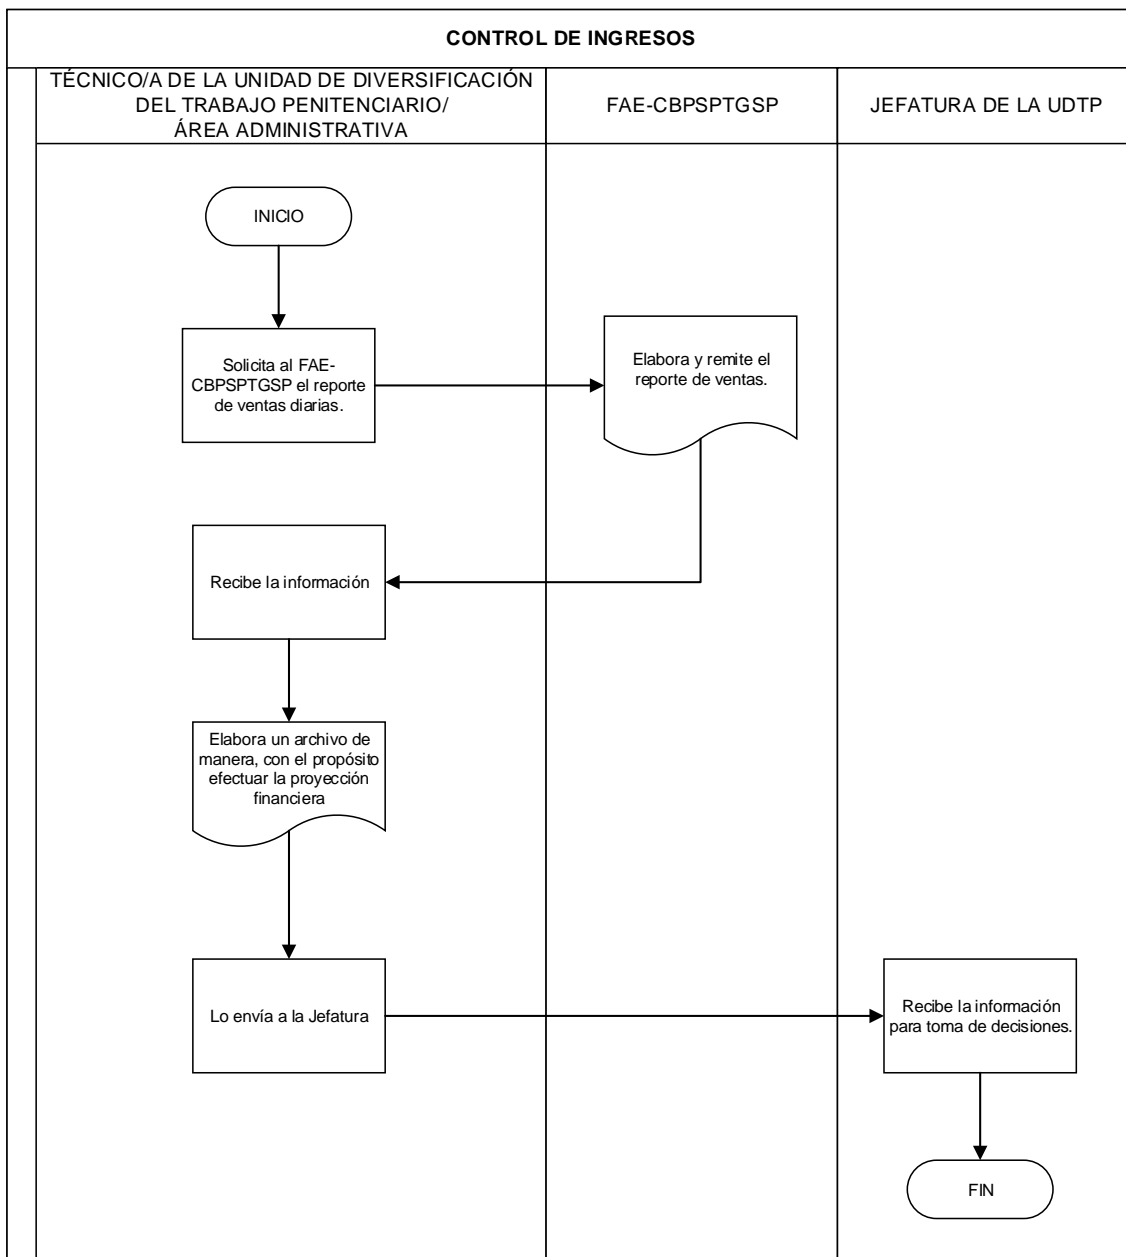 CONTROL DE INGRESOS
TÉCNICO/A DE LA UNIDAD DE DIVERSIFICACIÓN
DEL TRABAJO PENITENCIARIO/
ÁREA ADMINISTRATIVA
FAE-CBPSPTGSP
JEFATURA DE LA UDTP
INICIO
Solicita al FAE-
CBPSPTGSP el reporte
de ventas diarias.
Elabora y remite el
reporte de ventas.
Recibe la información
Elabora un archivo de
manera, con el propósito
efectuar la proyección
financiera
Lo envía a la Jefatura
Recibe la información
para toma de decisiones.
FIN